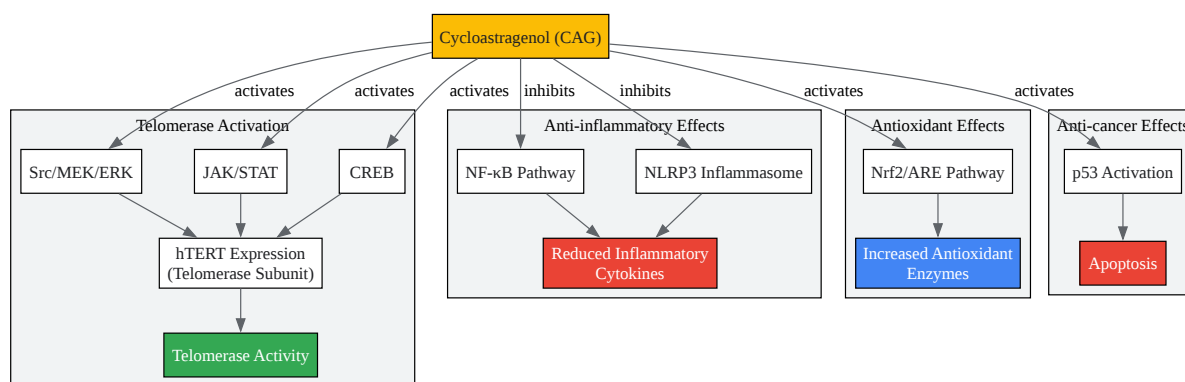 Cycloastragenol (CAG)
activates
activates
activates
inhibits
inhibits
activates
activates
Telomerase Activation
Anti-inflammatory Effects
Antioxidant Effects
Anti-cancer Effects
Src/MEK/ERK
JAK/STAT
CREB
NF-κB Pathway
NLRP3 Inflammasome
Nrf2/ARE Pathway
p53 Activation
hTERT Expression
(Telomerase Subunit)
Reduced Inflammatory
Cytokines
Increased Antioxidant
Enzymes
Apoptosis
Telomerase Activity